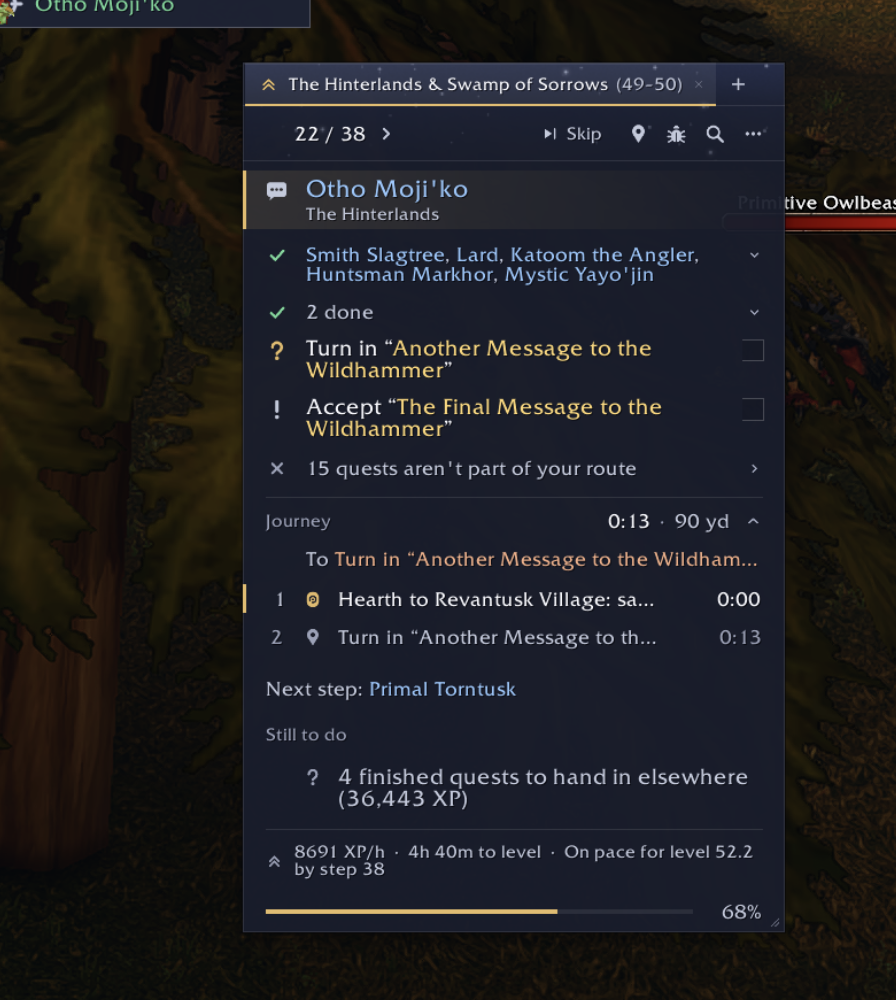 Otho Moji'ko
The Hinterlands & Swamp of Sorrows (49-50) × +
22 / 38 > Skip ...
Otho Moji'ko
The Hinterlands
Primitive Owlbeas
Smith Slagtree, Lard, Katoom the Angler,
Huntsman Markhor, Mystic Yayo'jin
2 done
? Turn in “Another Message to the
Wildhammer”
! Accept “The Final Message to the
Wildhammer”
× 15 quests aren't part of your route >
Journey 0:13 · 90 yd
To Turn in “Another Message to the Wildham...
1 Hearth to Revantusk Village: sa... 0:00
2 Turn in “Another Message to th... 0:13
Next step: Primal Torntusk
Still to do
? 4 finished quests to hand in elsewhere
(36,443 XP)
8691 XP/h · 4h 40m to level · On pace for level 52.2
by step 38
68%